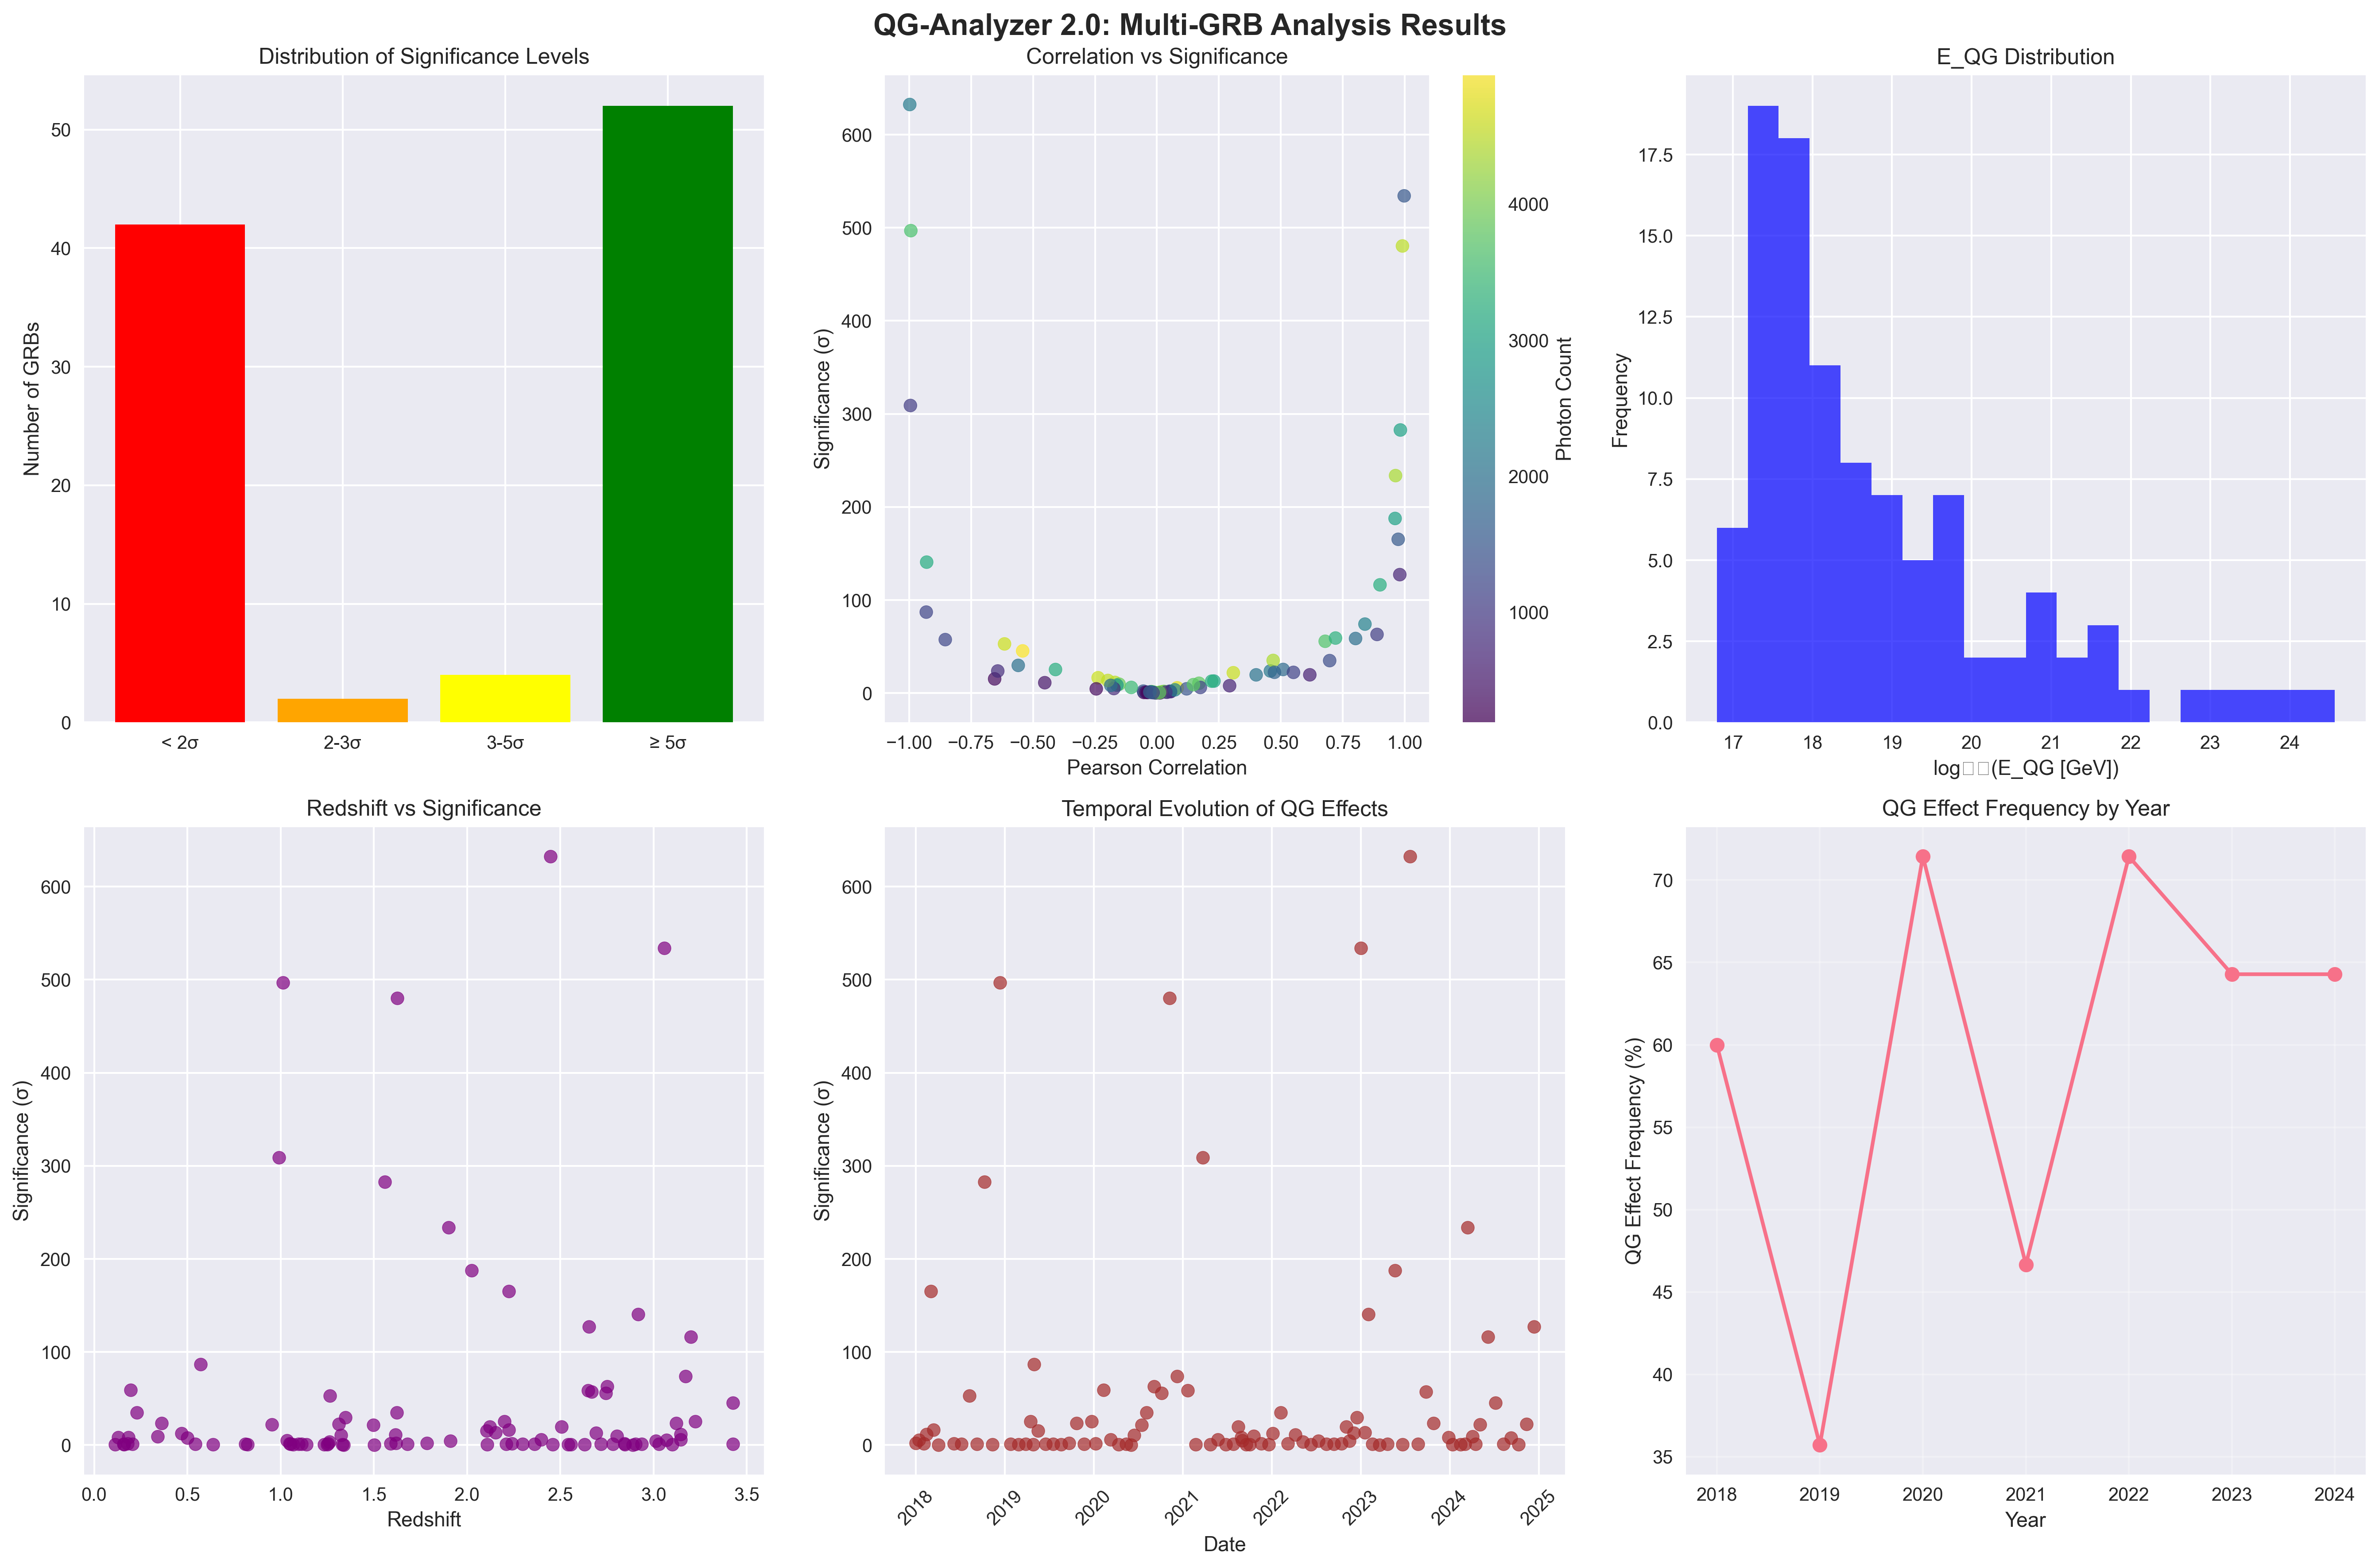 QG-Analyzer 2.0: Multi-GRB Analysis Results
Distribution of Significance Levels
Number of GRBs
50
40
30
20
10
0
< 2σ 2-3σ 3-5σ ≥ 5σ
Correlation vs Significance
Significance (σ)
600
500
400
300
200
100
0
−1.00 −0.75 −0.50 −0.25 0.00 0.25 0.50 0.75 1.00
Pearson Correlation
4000
3000
2000
1000
Photon Count
E_QG Distribution
Frequency
17.5
15.0
12.5
10.0
7.5
5.0
2.5
0.0
17 18 19 20 21 22 23 24
log□□(E_QG [GeV])
Redshift vs Significance
Significance (σ)
600
500
400
300
200
100
0
0.0 0.5 1.0 1.5 2.0 2.5 3.0 3.5
Redshift
Temporal Evolution of QG Effects
Significance (σ)
600
500
400
300
200
100
0
2018 2019 2020 2021 2022 2023 2024 2025
Date
QG Effect Frequency by Year
QG Effect Frequency (%)
70
65
60
55
50
45
40
35
2018 2019 2020 2021 2022 2023 2024
Year